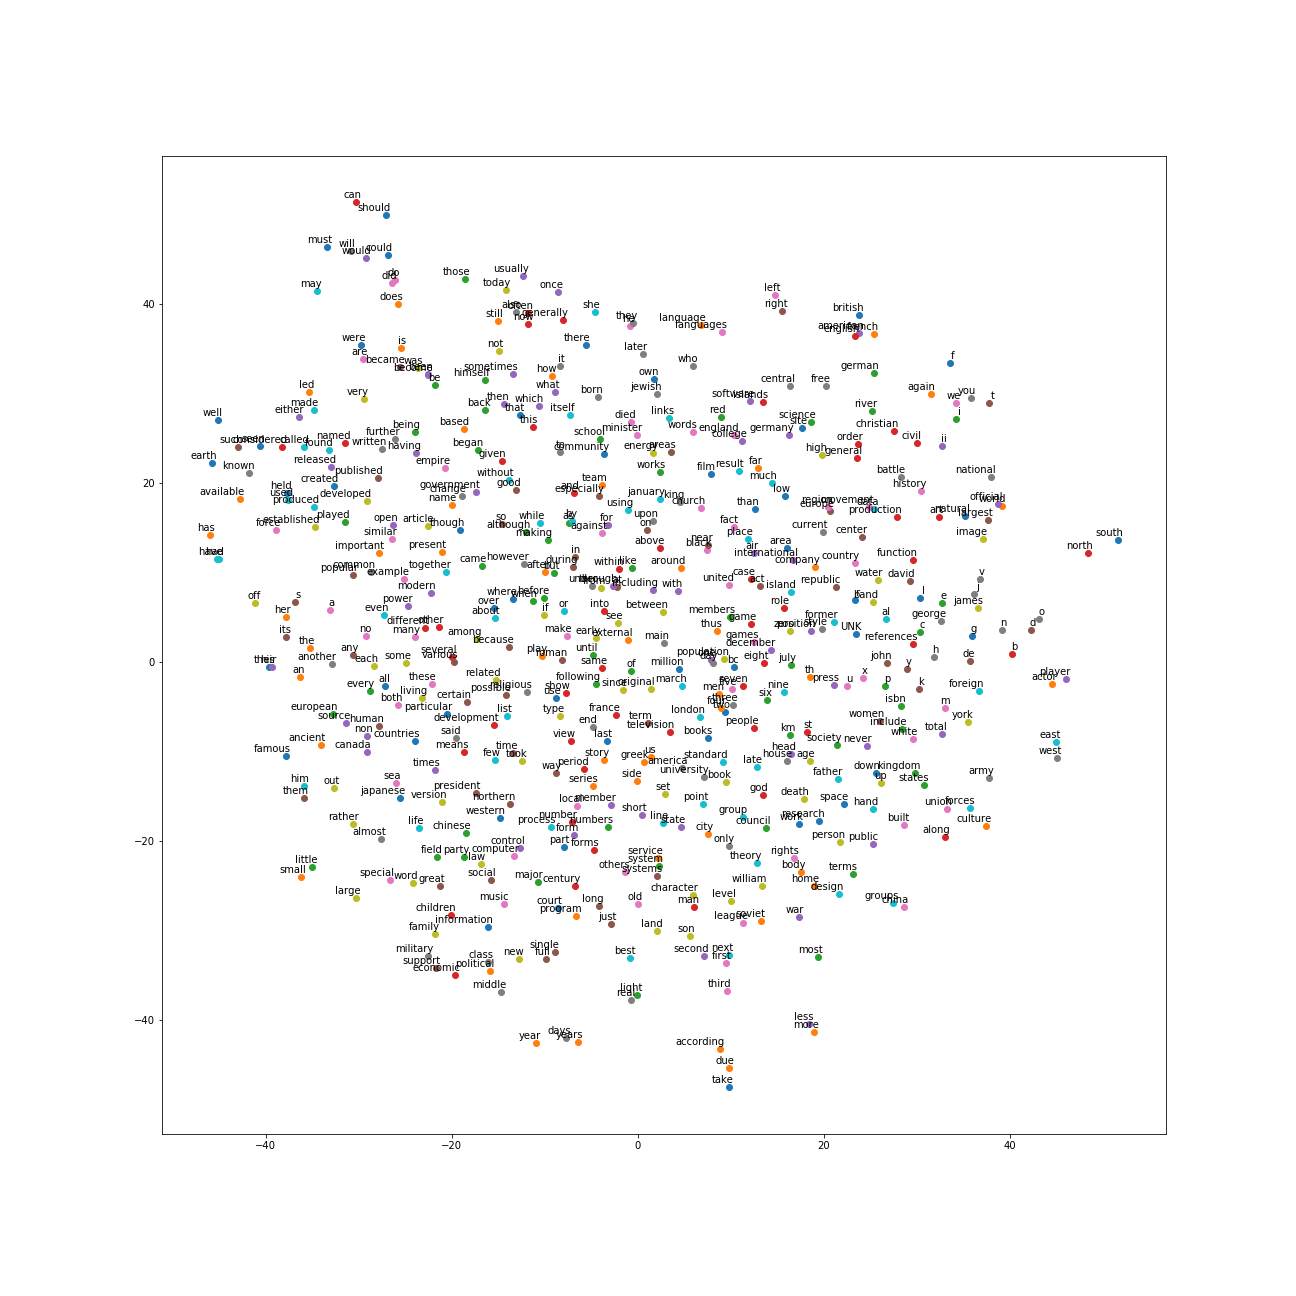 can
should
must
will
would
could
did
do
may
does
those
usually
today
once
also
often
now
generally
still
she
they
he
language
languages
left
right
british
american
french
english
40
were
are
is
became
become
was
been
be
not
there
it
how
himself
sometimes
what
later
who
own
jewish
born
central
free
german
software
islands
f
again
you
we
t
i
led
made
very
either
well
back
then
which
that
itself
this
died
links
minister
words
red
england
college
germany
science
site
river
christian
order
general
civil
ii
called
found
named
written
further
being
having
based
began
given
to
school
community
energy
areas
earth
known
released
published
empire
without
works
film
result
far
much
high
battle
history
national
20
available
held
used
produced
created
developed
government
change
name
good
and
team
especially
january
king
using
church
than
low
region
europe
movement
data
production
art
natural
official
world
largest
has
force
established
played
open
similar
article
though
so
although
while
making
by
as
for
against
upon
on
above
fact
place
near
black
air
area
international
company
current
center
country
function
image
north
south
have
had
important
popular
common
example
present
together
came
however
after
during
in
but
within
like
around
united
case
act
island
republic
water
david
v
j
james
off
s
a
her
its
even
power
modern
different
many
other
over
about
where
when
before
if
or
into
see
including
with
between
members
role
game
thus
games
december
zero
position
style
former
UNK
al
references
l
e
c
george
g
n
d
o
b
0
the
an
no
another
any
each
some
several
various
among
because
play
make
early
until
external
same
of
main
million
population
day
bc
eight
july
john
y
h
de
every
all
both
these
living
particular
certain
related
possible
religious
list
use
show
following
since
original
march
men
three
four
two
five
seven
six
nine
th
press
u
x
p
k
isbn
m
foreign
actor
player
european
source
human
non
canada
countries
said
means
development
type
end
france
term
television
london
people
books
km
st
society
women
include
white
never
total
york
east
west
famous
ancient
him
them
out
sea
japanese
times
version
president
few
time
took
view
last
way
period
series
story
side
greek
us
america
university
standard
book
late
head
house
age
father
down
up
kingdom
states
army
rather
almost
life
chinese
western
northern
process
form
number
numbers
local
member
short
set
line
state
point
group
city
council
god
death
space
research
work
hand
built
union
forces
along
culture
−20
little
small
large
special
word
field
party
law
great
social
computer
control
part
forms
major
century
others
service
system
systems
only
theory
rights
body
home
person
public
terms
design
groups
china
children
family
information
music
court
program
long
just
old
land
character
man
son
level
league
william
soviet
war
military
support
economic
class
political
middle
new
single
full
best
second
next
first
most
third
light
real
−40
year
days
years
according
due
take
less
more
−40
−20
0
20
40